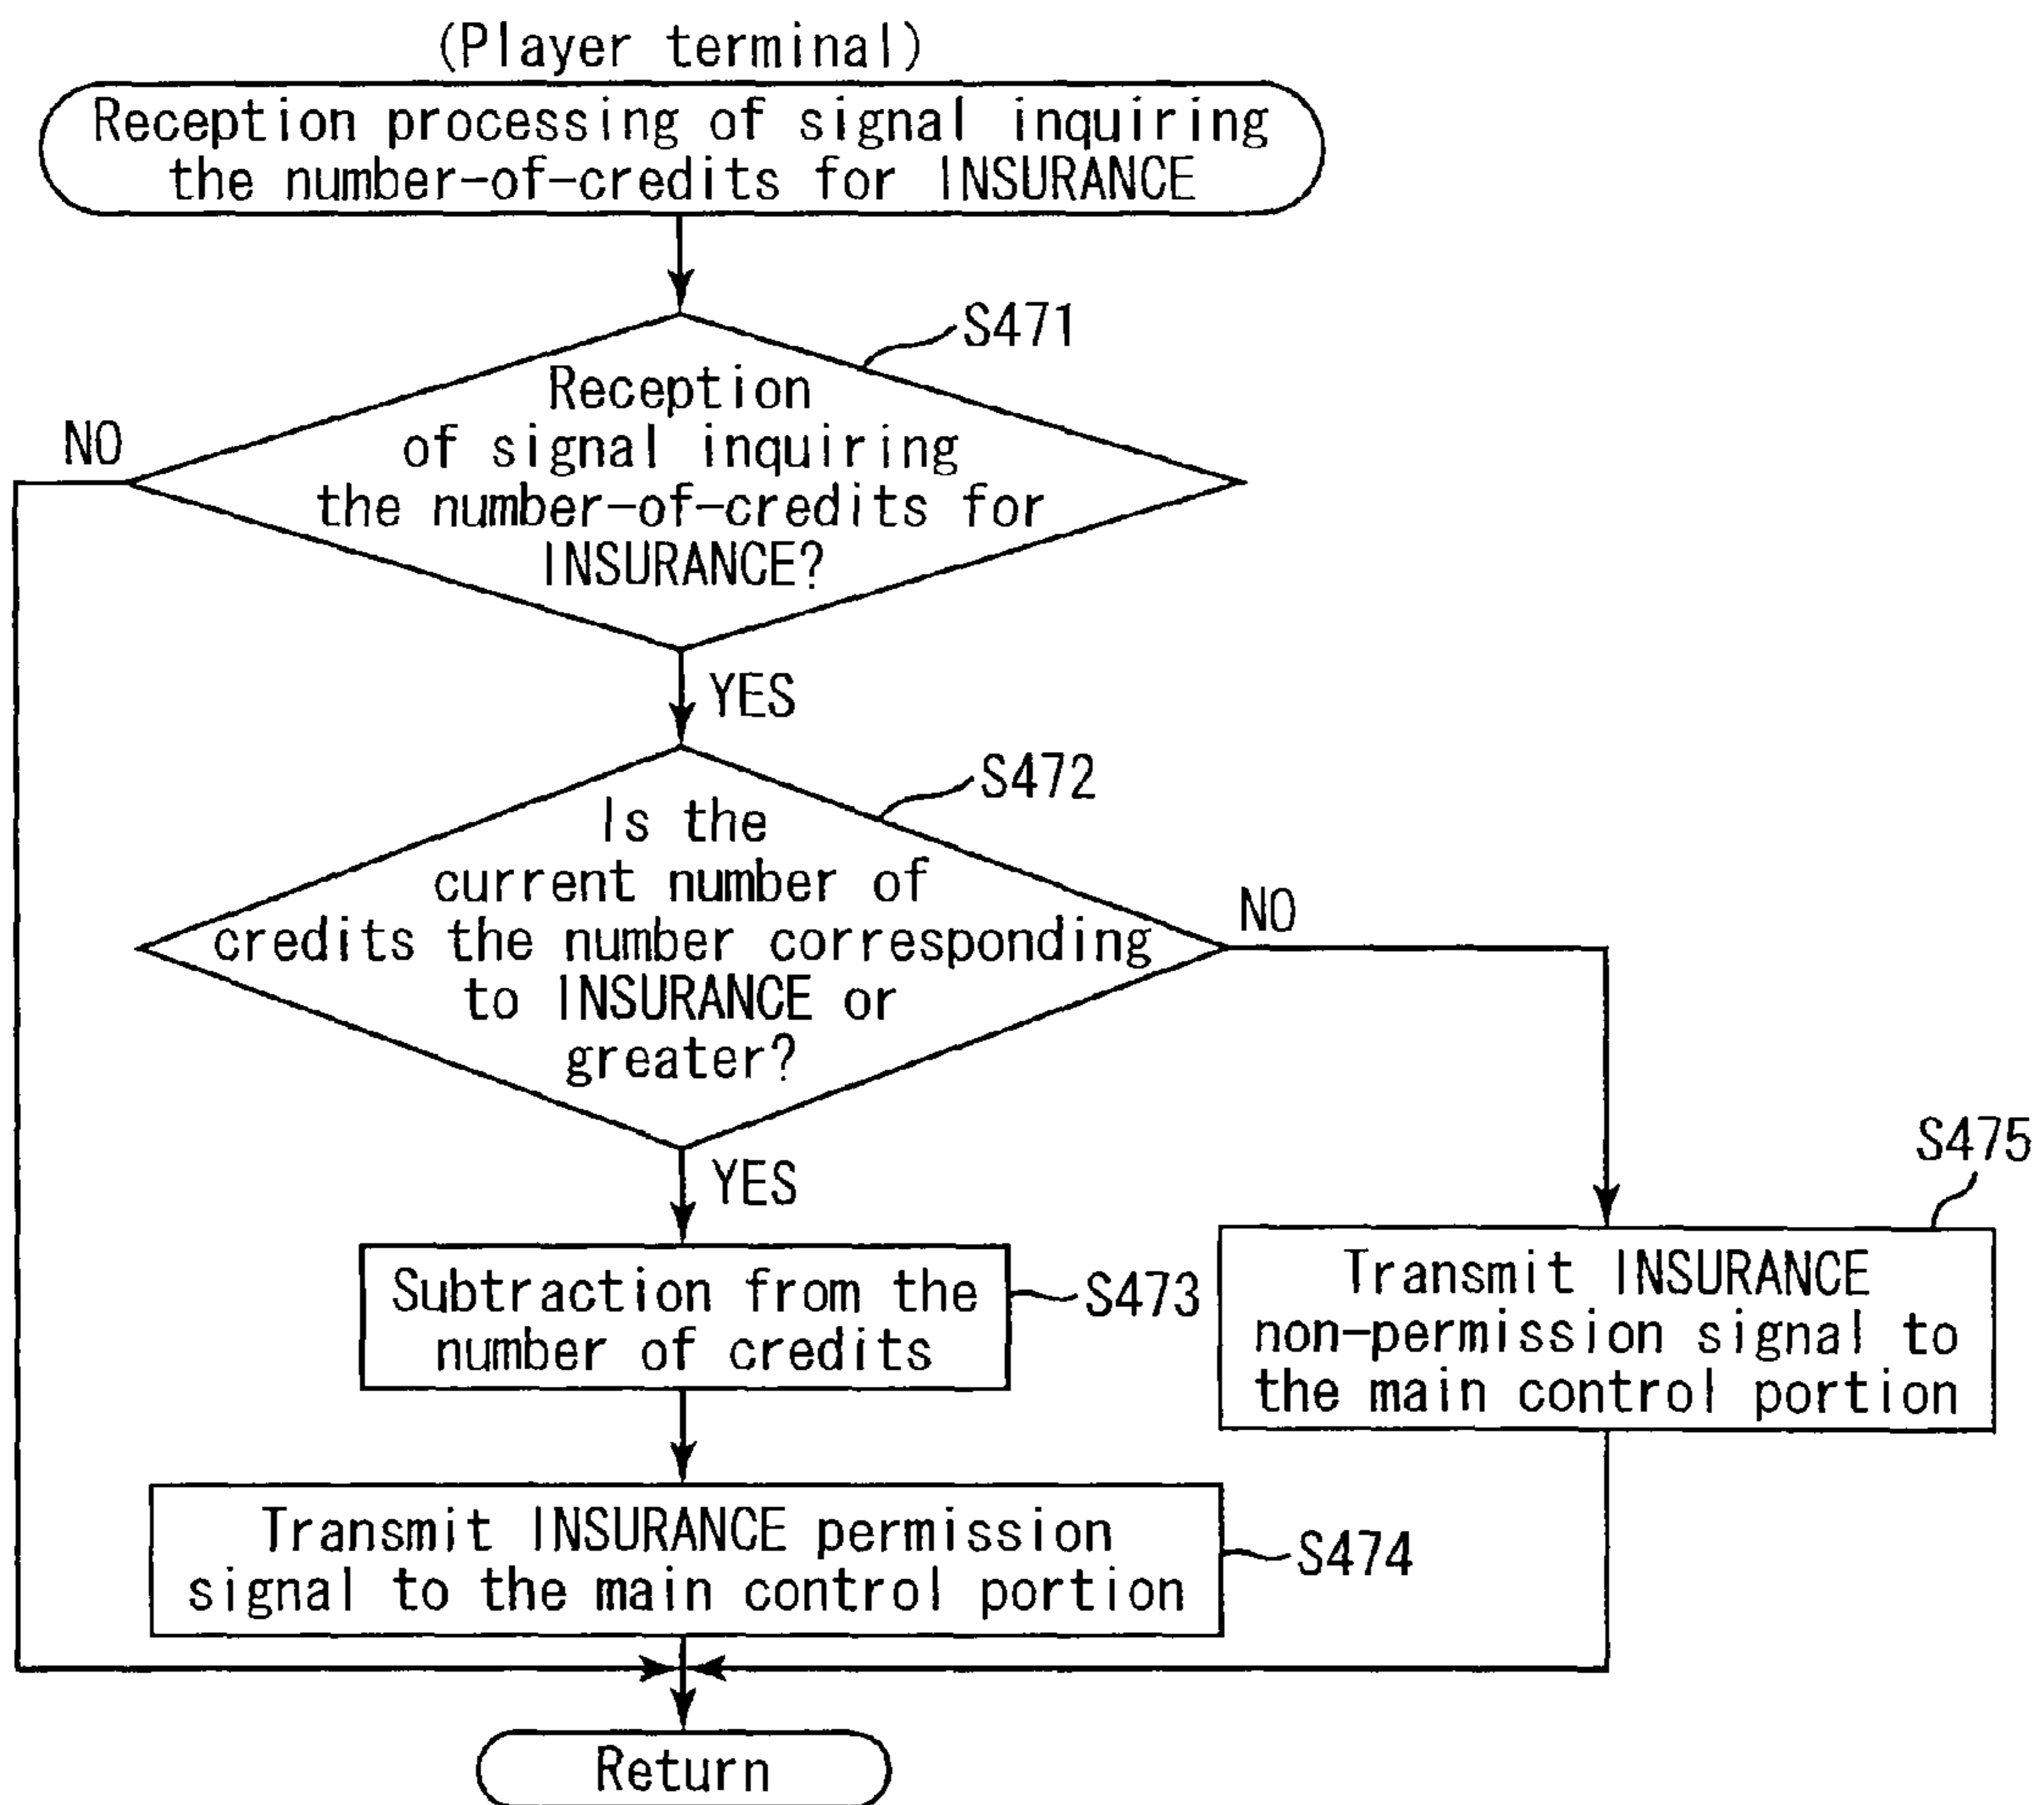 (Player terminal)
Reception processing of signal inquiring
the number-of-credits for INSURANCE
S471
Reception
of signal inquiring
the number-of-credits for
INSURANCE?
NO
YES
S472
Is the
current number of
credits the number corresponding
to INSURANCE or
greater?
NO
YES
S473
Subtraction from the
number of credits
S475
Transmit INSURANCE
non-permission signal to
the main control portion
Transmit INSURANCE permission
signal to the main control portion
S474
Return